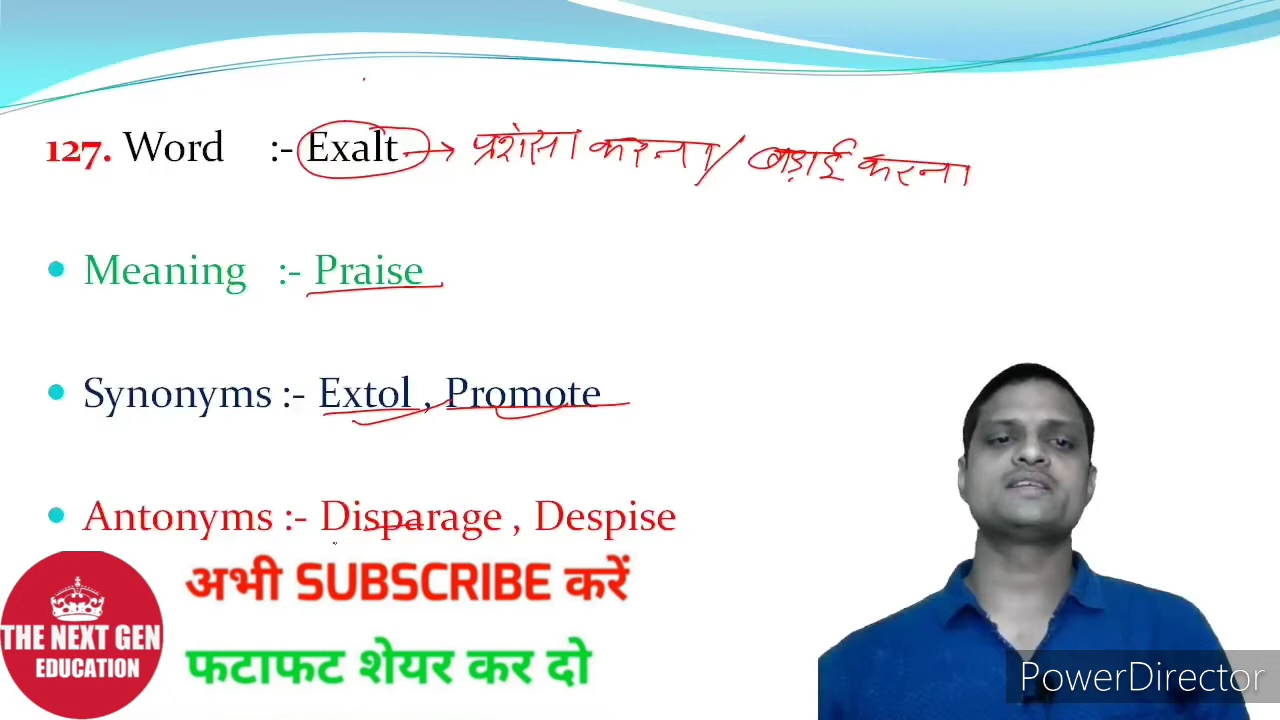 127. Word :- Exalt → प्रशंसा करना / बड़ाई करना
• Meaning :- Praise
• Synonyms :- Extol , Promote
• Antonyms :- Disparage , Despise
अभी SUBSCRIBE करें
THE NEXT GEN
EDUCATION
फटाफट शेयर कर दो
PowerDirector